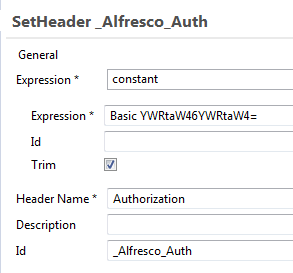 SetHeader _Alfresco_Auth
General
Expression * constant
Expression * Basic YWRtaW46YWRtaW4=
Id
Trim
Header Name * Authorization
Description
Id _Alfresco_Auth